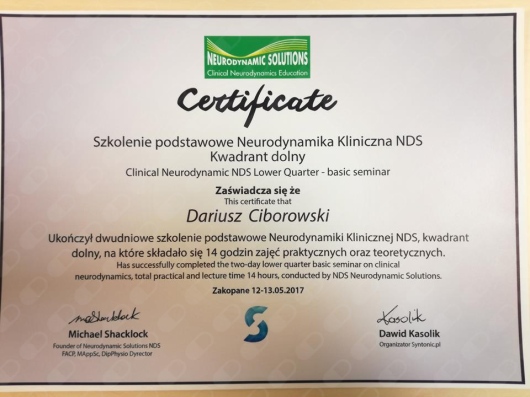 NEURODYNAMIC SOLUTIONS
Clinical Neurodynamics Education
Certificate
Szkolenie podstawowe Neurodynamika Kliniczna NDS
Kwadrant dolny
Clinical Neurodynamic NDS Lower Quarter - basic seminar
Zaświadcza się że
This certificate that
Dariusz Ciborowski
Ukończył dwudniowe szkolenie podstawowe Neurodynamiki Klinicznej NDS, kwadrant
dolny, na które składało się 14 godzin zajęć praktycznych oraz teoretycznych.
Has successfully completed the two-day lower quarter basic seminar on clinical
neurodynamics, total practical and lecture time 14 hours, conducted by NDS Neurodynamic Solutions.
Zakopane 12-13.05.2017
mShacklock
Michael Shacklock
Founder of Neurodynamic Solutions NDS
FACP, MAppSc, DipPhysio Dyrector
S
Kasolik
Dawid Kasolik
Organizator Syntonic.pl